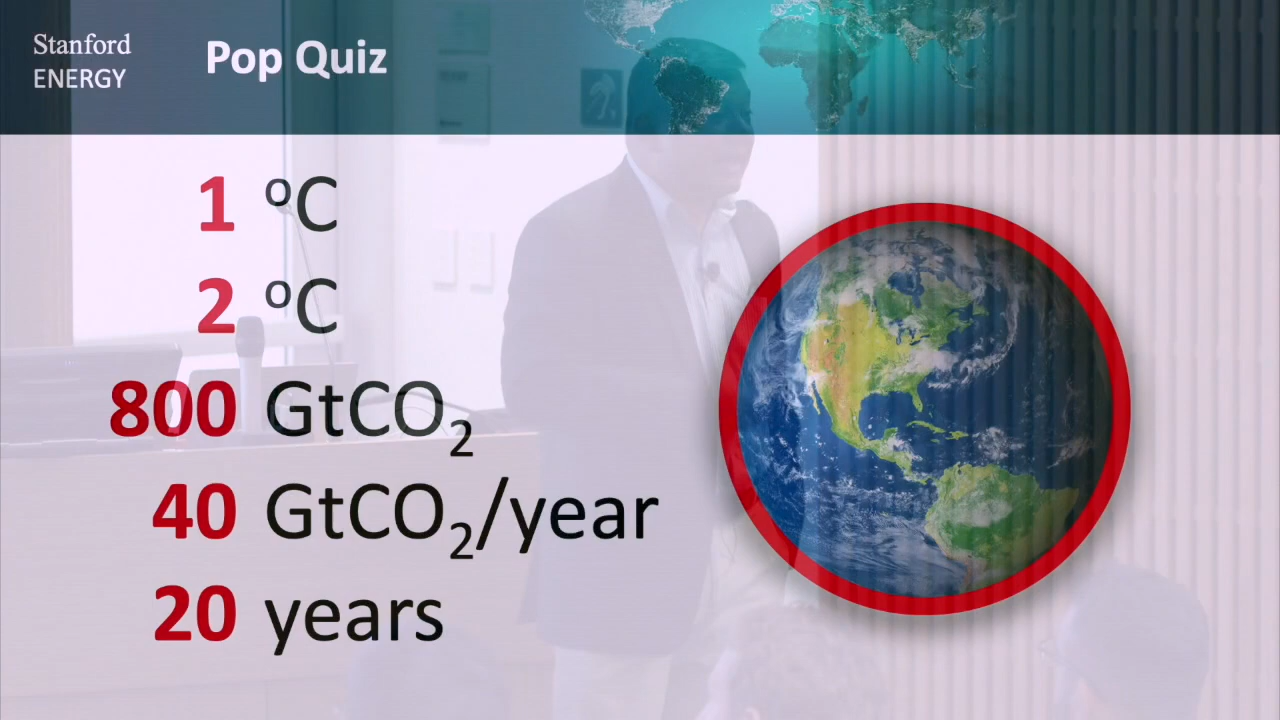 Stanford
ENERGY
Pop Quiz
1 ºC
2 ºC
800 GtCO₂
40 GtCO₂/year
20 years